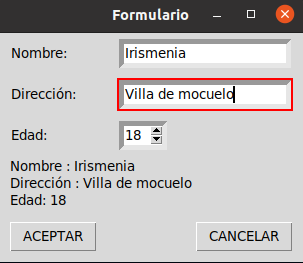 Formulario
Nombre: Irismenia
Dirección: Villa de mocuelo
Edad: 18
Nombre : Irismenia
Dirección : Villa de mocuelo
Edad: 18
ACEPTAR CANCELAR